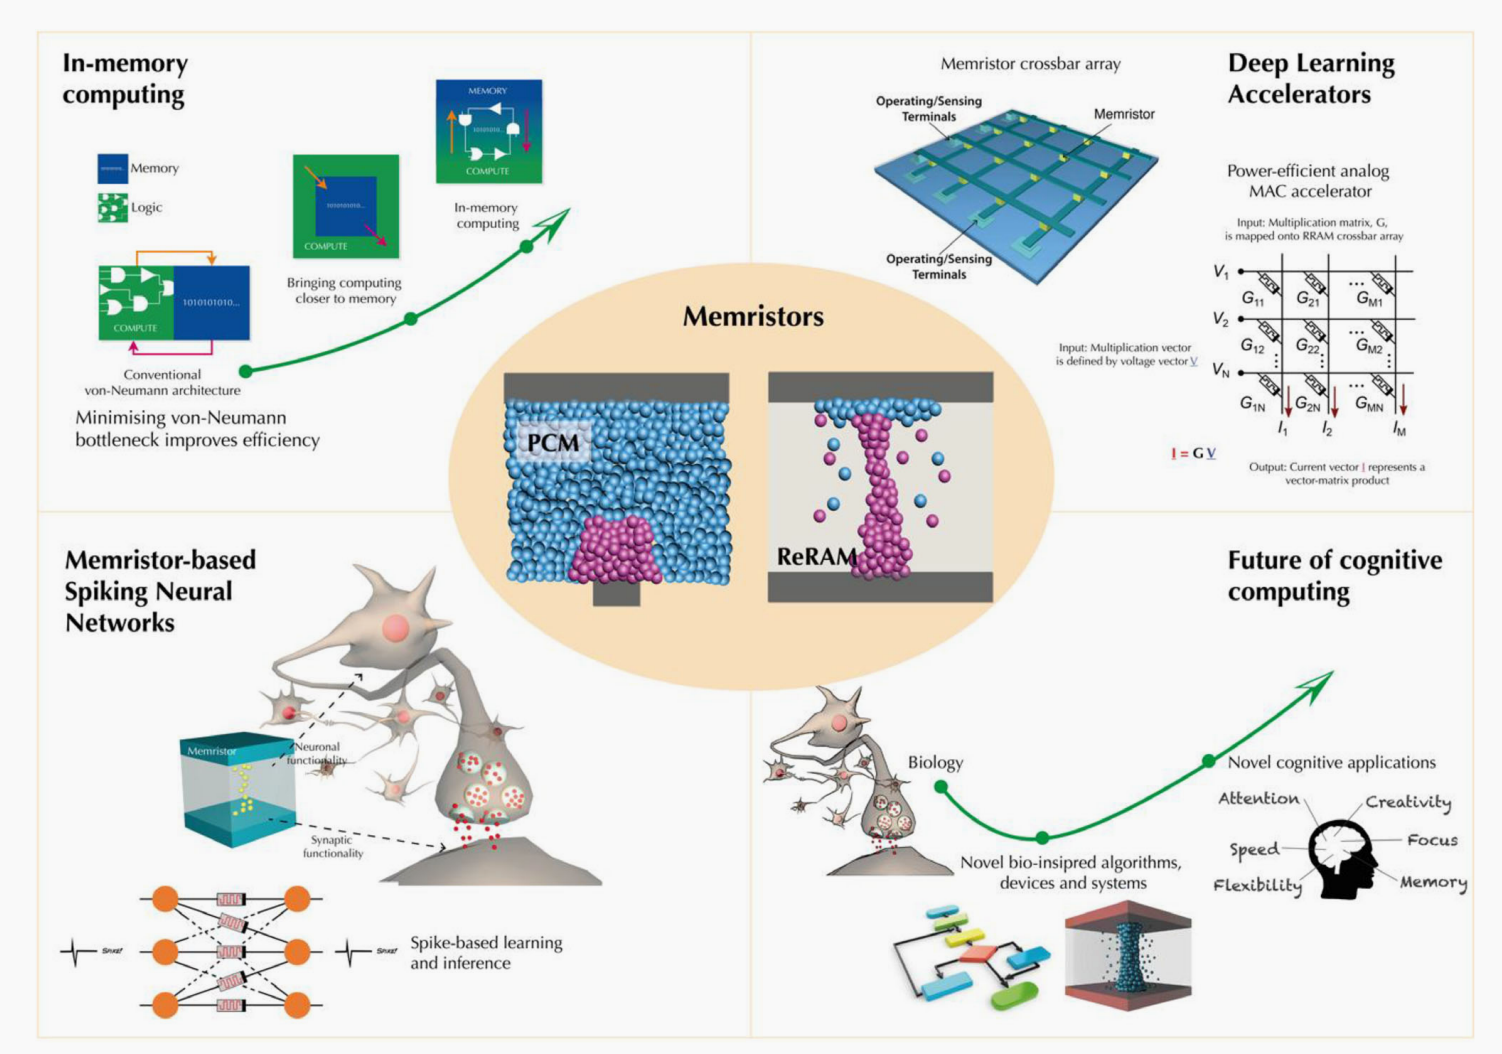 In-memory
computing
Memory
Logic
COMPUTE
1010101010...
Conventional
von-Neumann architecture
1010101010...
COMPUTE
Bringing computing
closer to memory
MEMORY
1010101010...
COMPUTE
In-memory
computing
Minimising von-Neumann
bottleneck improves efficiency
Memristor crossbar array
Operating/Sensing
Terminals
Memristor
Operating/Sensing
Terminals
Deep Learning
Accelerators
Power-efficient analog
MAC accelerator
Input: Multiplication matrix, G,
is mapped onto RRAM crossbar array
V1
G11 G21 ... GM1
V2
G12 G22 ... GM2
Input: Multiplication vector
is defined by voltage vector V
VN
G1N G2N ... GMN
I1 I2 IM
I = G V
Output: Current vector I represents a
vector-matrix product
Memristors
PCM
ReRAM
Memristor-based
Spiking Neural
Networks
Memristor
Neuronal
functionality
Synaptic
functionality
SPIKE!
SPIKE!
Spike-based learning
and inference
Future of cognitive
computing
Biology
Novel bio-insipred algorithms,
devices and systems
Novel cognitive applications
Attention
Creativity
Speed
Focus
Flexibility
Memory